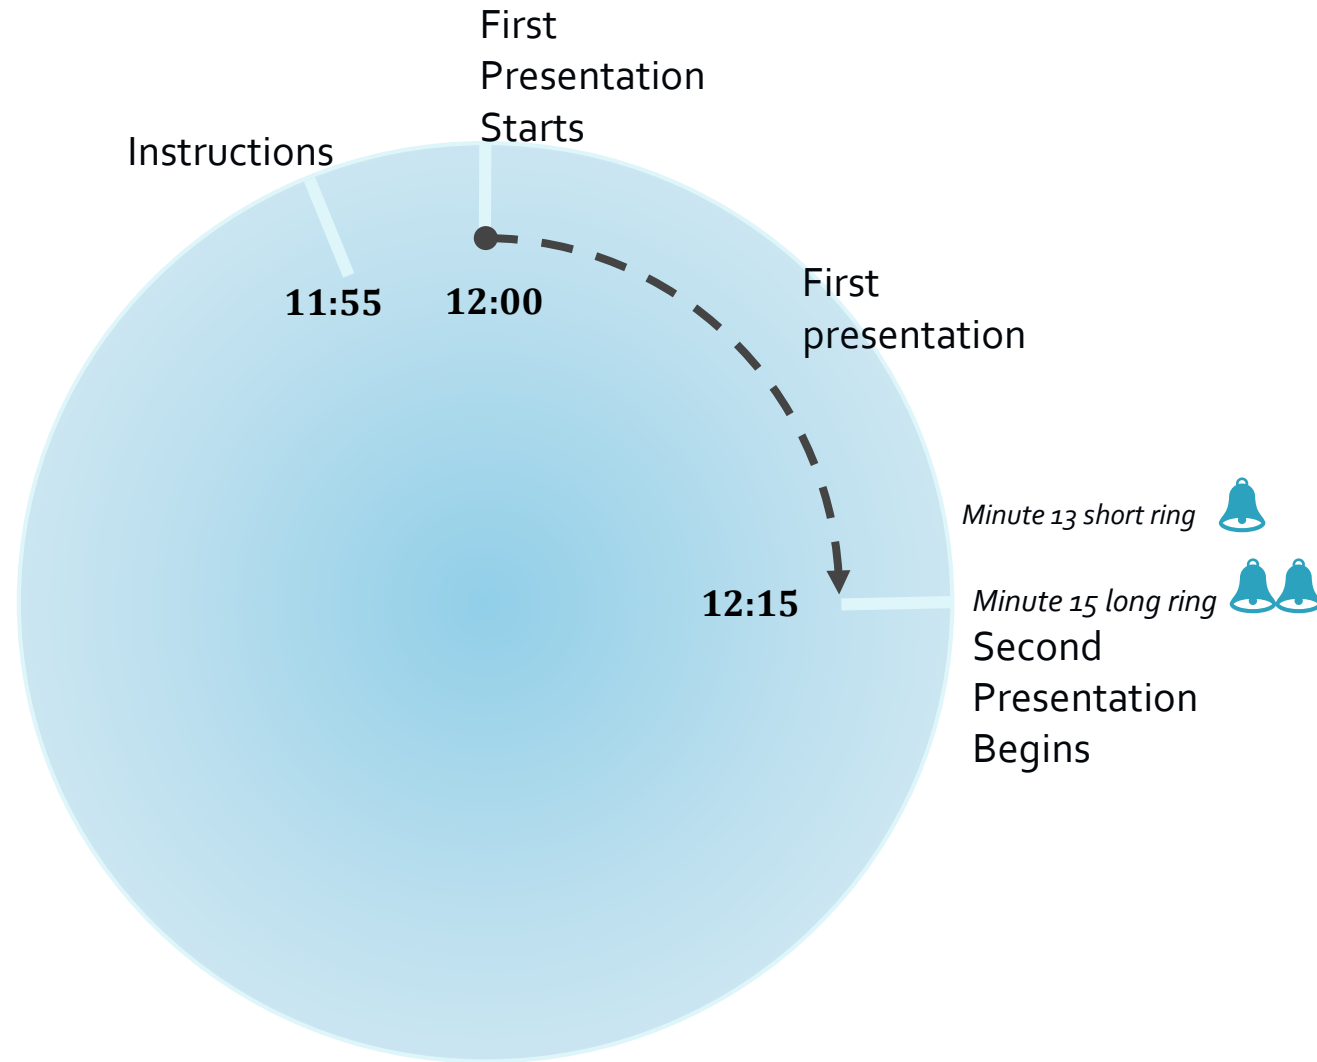 First
Presentation
Starts
Instructions
11:55
12:00
First
presentation
Minute 13 short ring
12:15
Minute 15 long ring
Second
Presentation
Begins